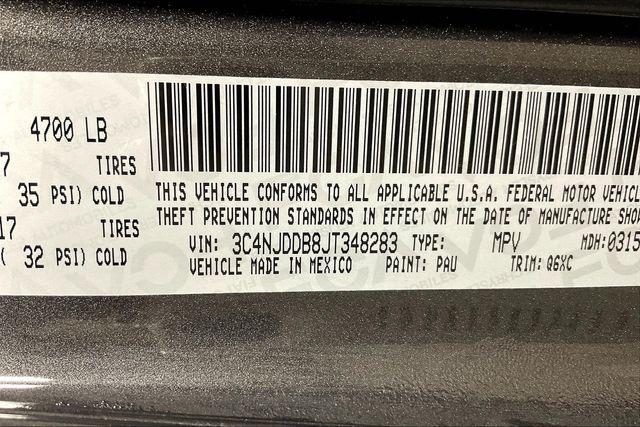 4700 LB
7 TIRES
35 PSI) COLD
17 TIRES
( 32 PSI) COLD
THIS VEHICLE CONFORMS TO ALL APPLICABLE U.S.A. FEDERAL MOTOR VEHICL
THEFT PREVENTION STANDARDS IN EFFECT ON THE DATE OF MANUFACTURE SHO
VIN: 3C4NJDDB8JT348283 TYPE: MPV MDH: 0315
VEHICLE MADE IN MEXICO PAINT: PAU TRIM: Q6XC